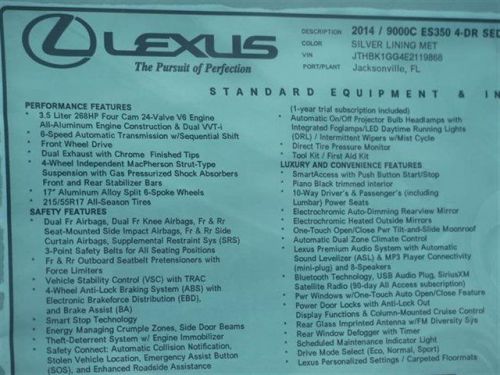 LEXUS
The Pursuit of Perfection
DESCRIPTION 2014 / 9000C ES350 4-DR SED
COLOR SILVER LINING MET
VIN JTHBK1GG4E2119868
PORT/PLANT Jacksonville, FL
STANDARD EQUIPMENT & IN
PERFORMANCE FEATURES
• 3.5 Liter 268HP Four Cam 24-Valve V6 Engine
All-Aluminum Engine Construction & Dual VVT-i
• 6-Speed Automatic Transmission w/Sequential Shift
• Front Wheel Drive
• Dual Exhaust with Chrome Finished Tips
• 4-Wheel Independent MacPherson Strut-Type
Suspension with Gas Pressurized Shock Absorbers
Front and Rear Stabilizer Bars
• 17" Aluminum Alloy Split 6-Spoke Wheels
• 215/55R17 All-Season Tires
SAFETY FEATURES
• Dual Fr Airbags, Dual Fr Knee Airbags, Fr & Rr
Seat-Mounted Side Impact Airbags, Fr & Rr Side
Curtain Airbags, Supplemental Restraint Sys (SRS)
• 3-Point Safety Belts for All Seating Positions
• Fr & Rr Outboard Seatbelt Pretensioners with
Force Limiters
• Vehicle Stability Control (VSC) with TRAC
• 4-Wheel Anti-Lock Braking System (ABS) with
Electronic Brakeforce Distribution (EBD),
and Brake Assist (BA)
• Smart Stop Technology
• Energy Managing Crumple Zones, Side Door Beams
• Theft-Deterrent System w/ Engine Immobilizer
• Safety Connect: Automatic Collision Notification,
Stolen Vehicle Location, Emergency Assist Button
(SOS), and Enhanced Roadside Assistance
(1-year trial subscription included)
• Automatic On/Off Projector Bulb Headlamps with
Integrated Foglamps/LED Daytime Running Lights
(DRL) / Intermittent Wipers w/Mist Cycle
• Direct Tire Pressure Monitor
• Tool Kit / First Aid Kit
LUXURY AND CONVENIENCE FEATURES
• SmartAccess with Push Button Start/Stop
• Piano Black trimmed interior
• 10-Way Driver's & Passenger's (including
Lumbar) Power Seats
• Electrochromic Auto-Dimming Rearview Mirror
• Electrochromic Heated Outside Mirrors
• One-Touch Open/Close Pwr Tilt-and-Slide Moonroof
• Automatic Dual Zone Climate Control
• Lexus Premium Audio System with Automatic
Sound Levelizer (ASL) & MP3 Player Connectivity
(mini-plug) and 8-Speakers
• Bluetooth Technology, USB Audio Plug, SiriusXM
Satellite Radio (90-day All Access subscription)
• Pwr Windows w/One-Touch Auto Open/Close Feature
• Power Door Locks with Anti-Lock Out
• Display Functions & Column-Mounted Cruise Control
• Rear Glass Imprinted Antenna w/FM Diversity Sys
• Rear Window Defogger with Timer
• Scheduled Maintenance Indicator Light
• Drive Mode Select (Eco, Normal, Sport)
• Lexus Personalized Settings / Carpeted Floormats